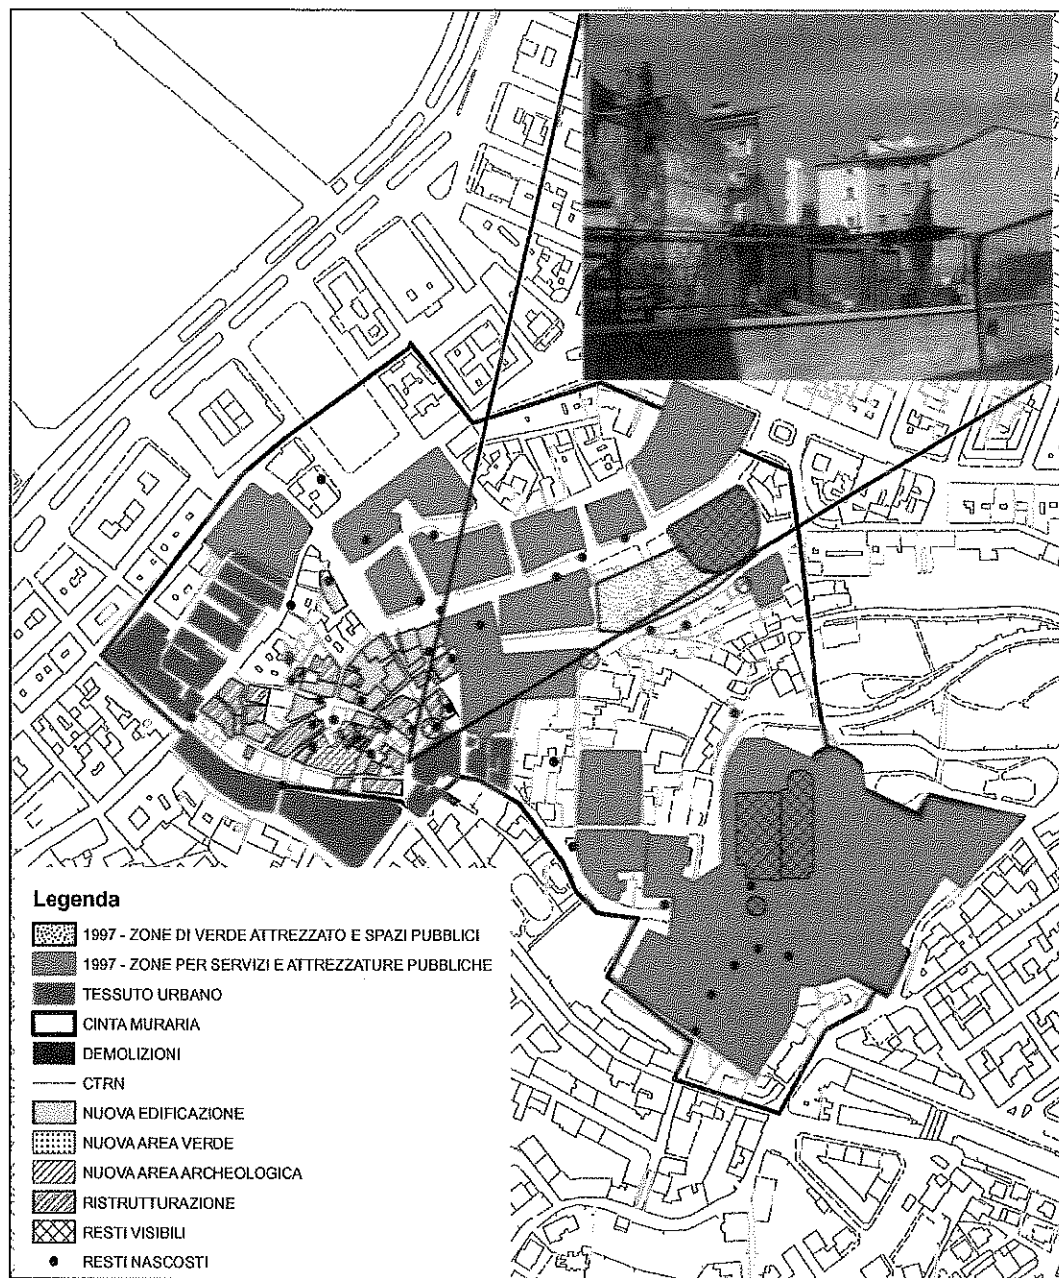 Legenda
1997 - ZONE DI VERDE ATTREZZATO E SPAZI PUBBLICI
1997 - ZONE PER SERVIZI E ATTREZZATURE PUBBLICHE
TESSUTO URBANO
CINTA MURARIA
DEMOLIZIONI
CTRN
NUOVA EDIFICAZIONE
NUOVA AREA VERDE
NUOVA AREA ARCHEOLOGICA
RISTRUTTURAZIONE
RESTI VISIBILI
RESTI NASCOSTI